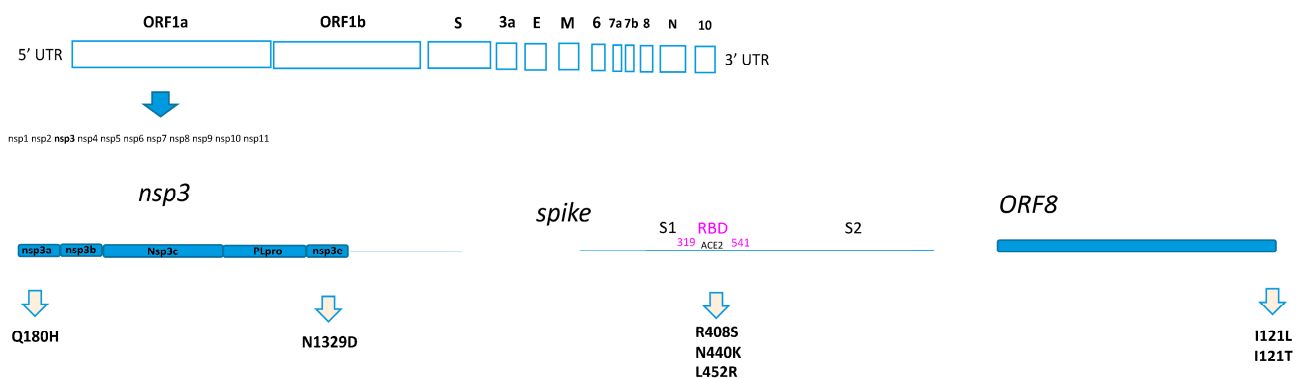 ORF1a ORF1b S 3a E M 6 7a 7b 8 N 10
5' UTR 3' UTR
nsp1 nsp2 nsp3 nsp4 nsp5 nsp6 nsp7 nsp8 nsp9 nsp10 nsp11
nsp3 spike ORF8
S1 RBD S2
319 ACE2 541
nsp3a nsp3b Nsp3c PLpro nsp3e
Q180H N1329D R408S I121L
N440K I121T
L452R